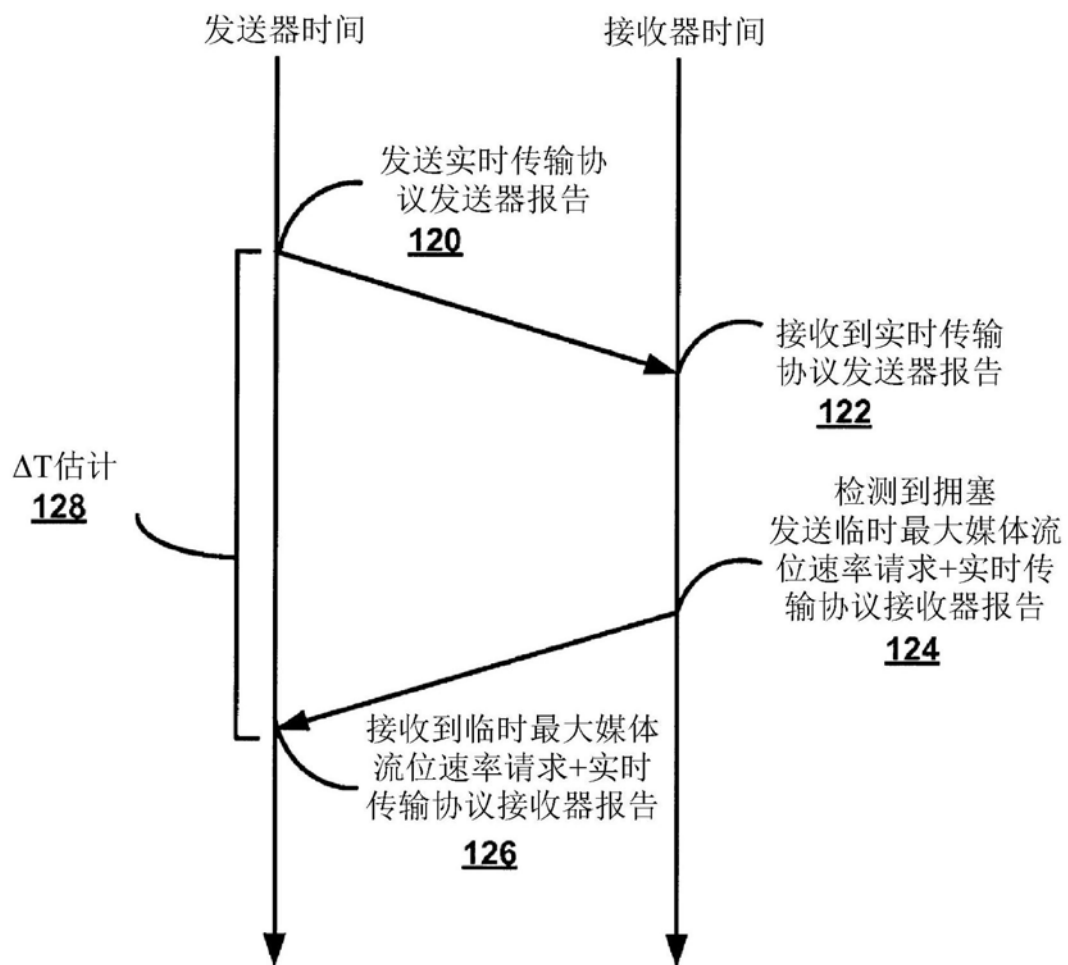 发送器时间
接收器时间
发送实时传输协
议发送器报告
120
接收到实时传输
协议发送器报告
122
ΔT估计
128
检测到拥塞
发送临时最大媒体流
位速率请求+实时传
输协议接收器报告
124
接收到临时最大媒体
流位速率请求+实时
传输协议接收器报告
126